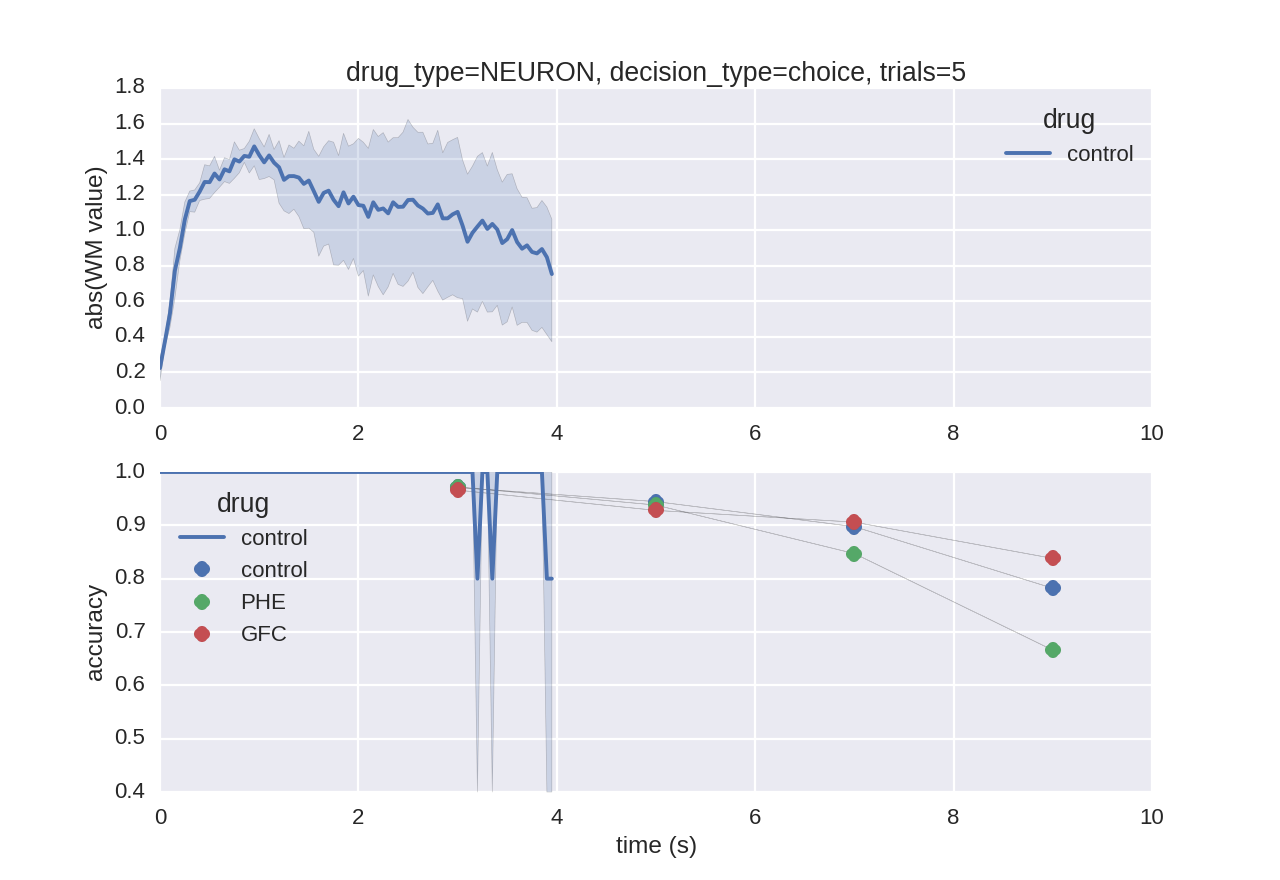 drug_type=NEURON, decision_type=choice, trials=5
1.8
1.6
1.4
1.2
1.0
0.8
0.6
0.4
0.2
0.0
abs(WM value)
drug
control
0 2 4 6 8 10
1.0
0.9
0.8
0.7
0.6
0.5
0.4
accuracy
drug
control
control
PHE
GFC
0 2 4 6 8 10
time (s)